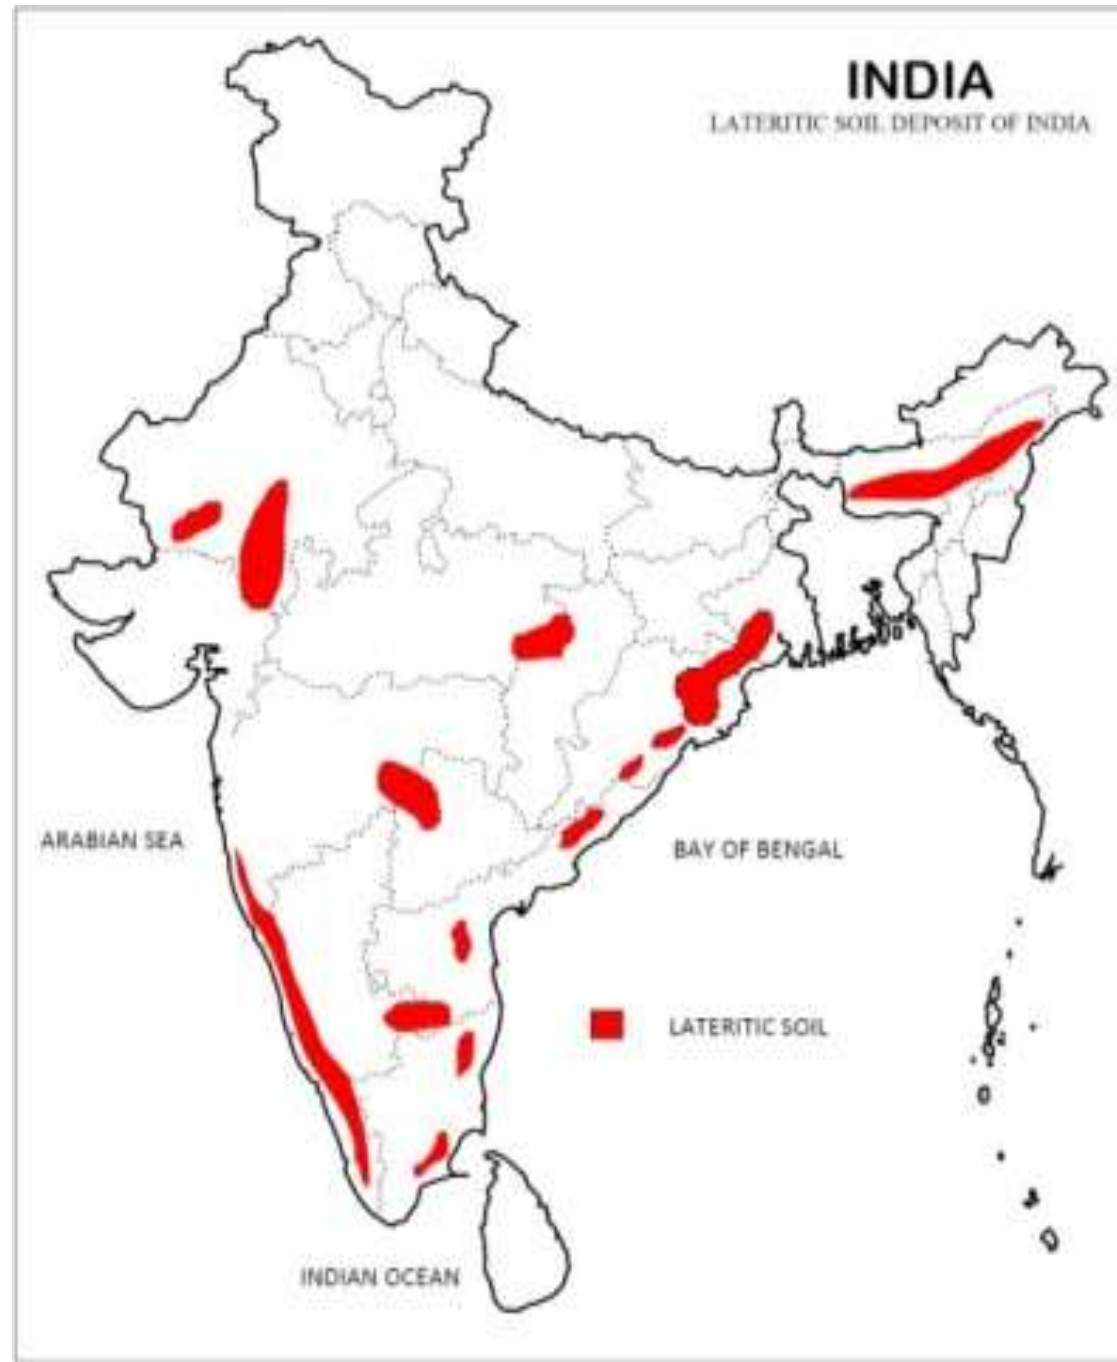 INDIA
LATERITIC SOIL DEPOSIT OF INDIA
ARABIAN SEA
BAY OF BENGAL
LATERITIC SOIL
INDIAN OCEAN